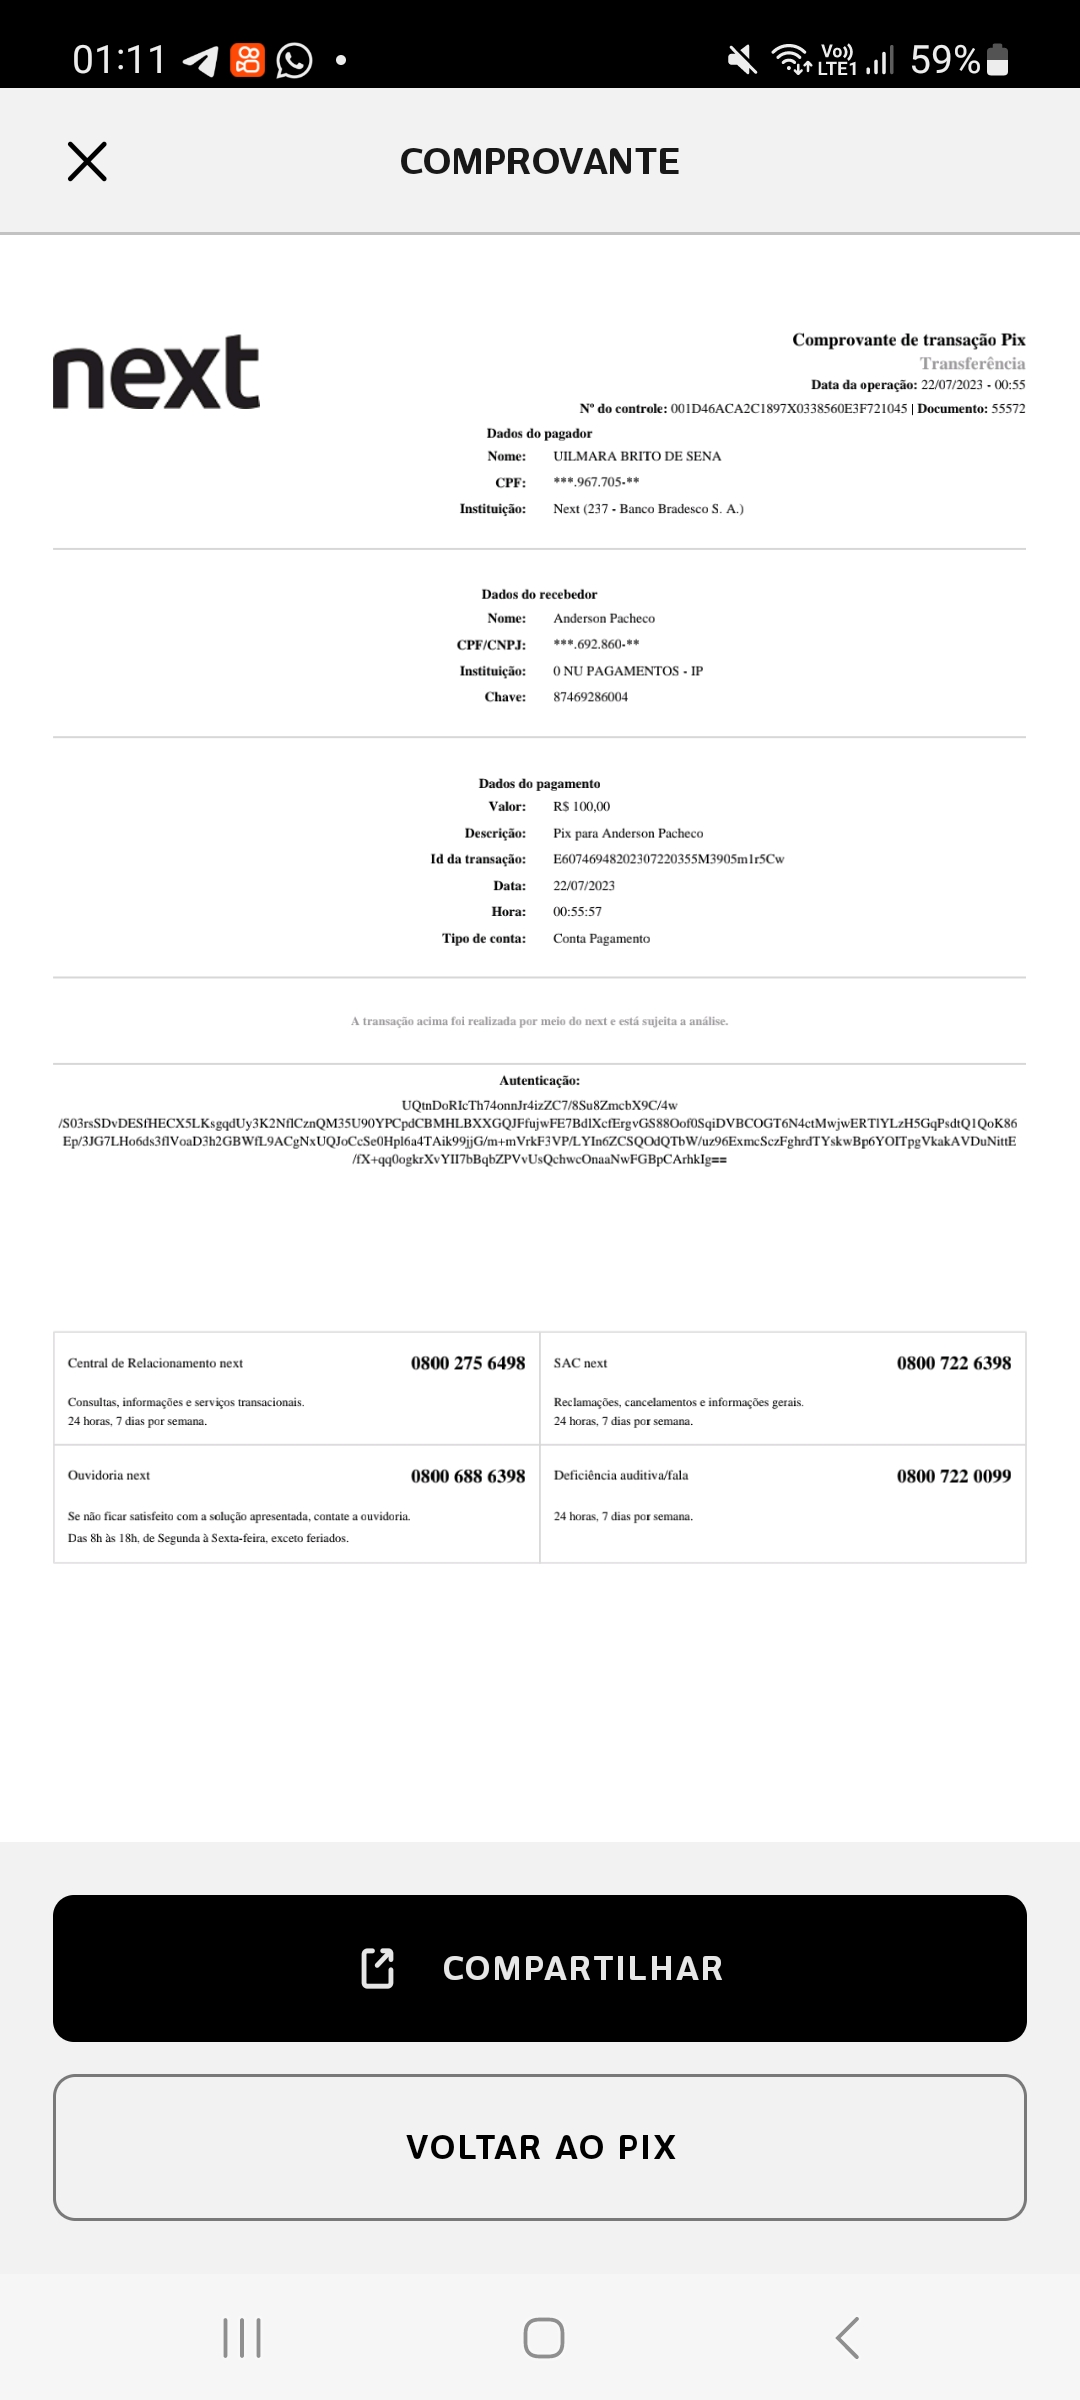 01:11
Vo)) LTE1 59%
COMPROVANTE
next
Comprovante de transação Pix
Transferência
Data da operação: 22/07/2023 - 00:55
Nº do controle: 001D46ACA2C1897X0338560E3F721045 | Documento: 55572
Dados do pagador
Nome: UILMARA BRITO DE SENA
CPF: ***.967.705-**
Instituição: Next (237 - Banco Bradesco S. A.)
Dados do recebedor
Nome: Anderson Pacheco
CPF/CNPJ: ***.692.860-**
Instituição: 0 NU PAGAMENTOS - IP
Chave: 87469286004
Dados do pagamento
Valor: R$ 100,00
Descrição: Pix para Anderson Pacheco
Id da transação: E60746948202307220355M3905m1r5Cw
Data: 22/07/2023
Hora: 00:55:57
Tipo de conta: Conta Pagamento
A transação acima foi realizada por meio do next e está sujeita a análise.
Autenticação:
UQtnDoRIcTh74onnJr4izZC7/8Su8ZmcbX9C/4w
/S03rsSDvDESfHECX5LKsgqdUy3K2NflCznQM35U90YPCpdCBMHLBXXGQJFfujwFE7BdlXcfErgvGS88Oof0SqiDVBCOGT6N4ctMwjwERTlYLzH5GqPsdtQ1QoK86
Ep/3JG7LHo6ds3flVoaD3h2GBWfL9ACgNxUQJoCcSe0Hpl6a4TAik99jjG/m+mVrkF3VP/LYIn6ZCSQOdQTbW/uz96ExmcSczFghrdTYskwBp6YOITpgVkakAVDuNittE
/fX+qq0ogkrXvYII7bBqbZPVvUsQchwcOnaaNwFGBpCArhkIg==
Central de Relacionamento next 0800 275 6498
Consultas, informações e serviços transacionais.
24 horas, 7 dias por semana.
SAC next 0800 722 6398
Reclamações, cancelamentos e informações gerais.
24 horas, 7 dias por semana.
Ouvidoria next 0800 688 6398
Se não ficar satisfeito com a solução apresentada, contate a ouvidoria.
Das 8h às 18h, de Segunda à Sexta-feira, exceto feriados.
Deficiência auditiva/fala 0800 722 0099
24 horas, 7 dias por semana.
COMPARTILHAR
VOLTAR AO PIX